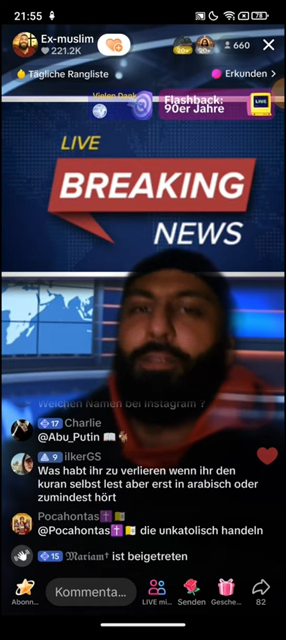 21:55
78
Ex-muslim
221.2K
660
Tägliche Rangliste
Erkunden >
Vielen Dank
Flashback:
90er Jahre
LIVE
LIVE
BREAKING
NEWS
Welchen Namen bei Instagram ?
17 Charlie
@Abu_Putin
9 ilkerGS
Was habt ihr zu verlieren wenn ihr den
kuran selbst lest aber erst in arabisch oder
zumindest hört
Pocahontas
@Pocahontas die unkatolisch handeln
15 𝔐𝔞𝔯𝔦𝔞𝔪† ist beigetreten
Kommenta...
Abonn...
LIVE mi...
Senden
Gesche...
82